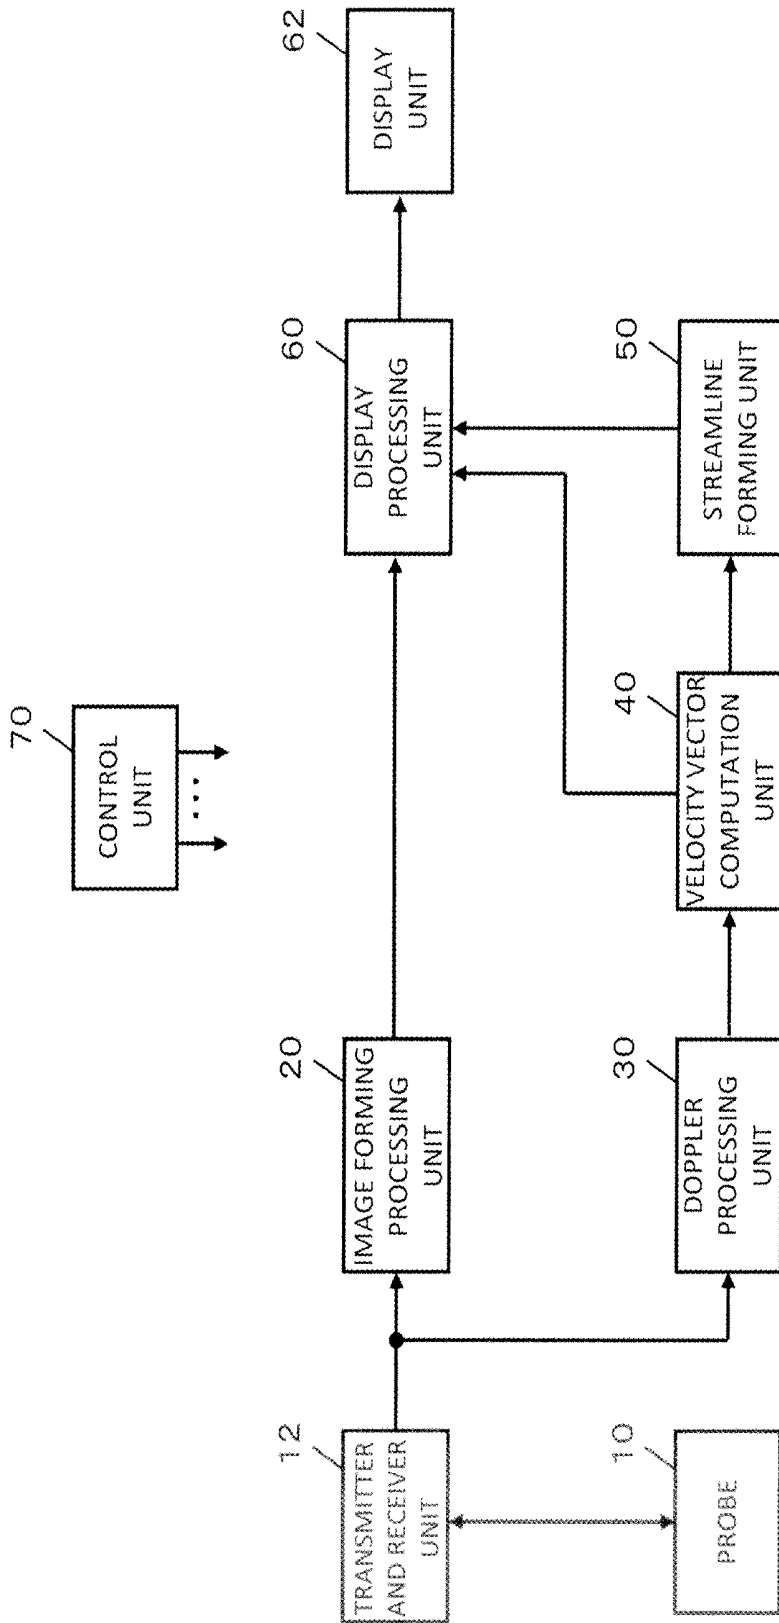 70
CONTROL
UNIT
...
12
TRANSMITTER
AND RECEIVER
UNIT
20
IMAGE FORMING
PROCESSING
UNIT
60
DISPLAY
PROCESSING
UNIT
62
DISPLAY
UNIT
10
PROBE
30
DOPPLER
PROCESSING
UNIT
40
VELOCITY VECTOR
COMPUTATION
UNIT
50
STREAMLINE
FORMING UNIT